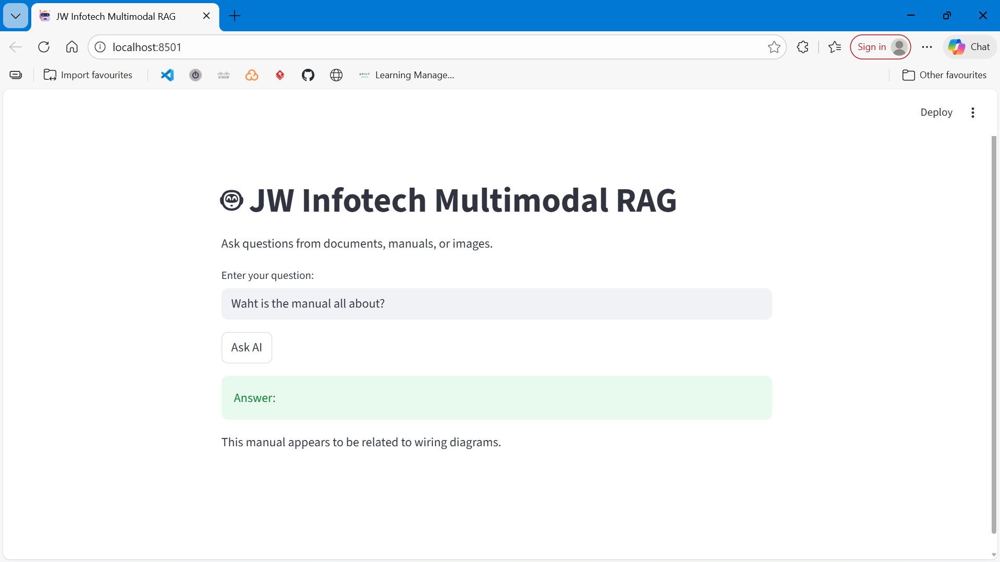 JW Infotech Multimodal RAG
localhost:8501
Sign in
Chat
Import favourites
CISCO
Learning Manage...
Other favourites
Deploy
JW Infotech Multimodal RAG
Ask questions from documents, manuals, or images.
Enter your question:
Waht is the manual all about?
Ask AI
Answer:
This manual appears to be related to wiring diagrams.